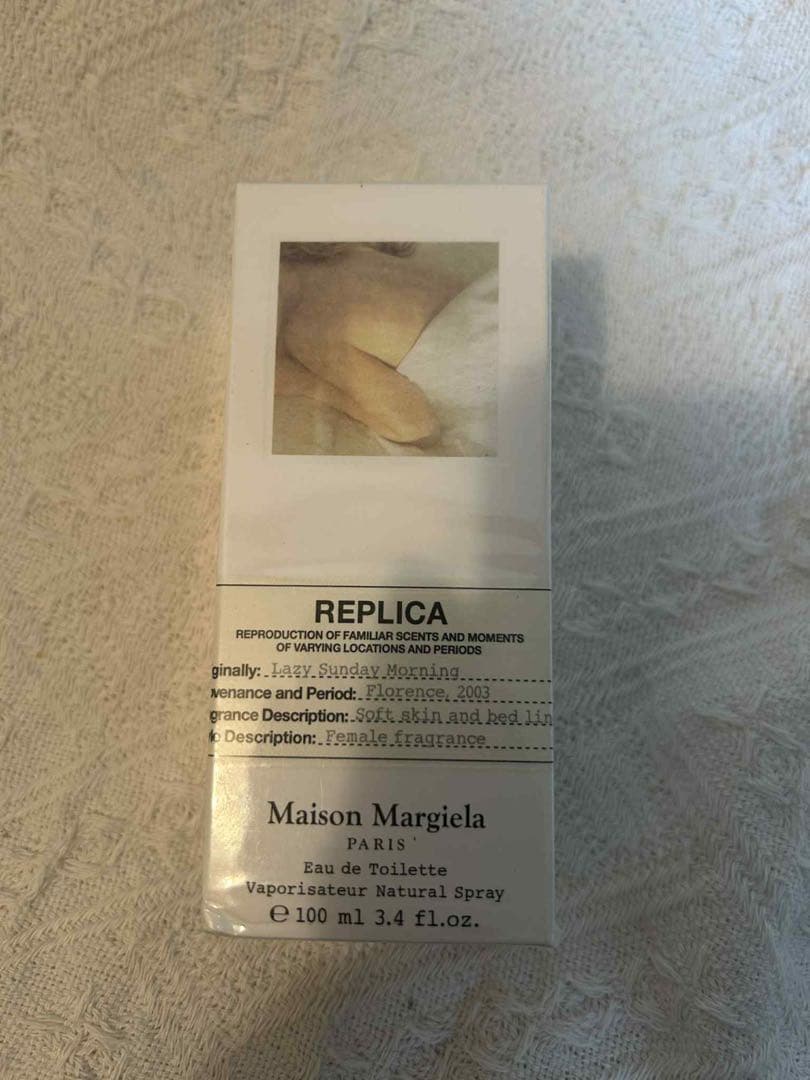 REPLICA
REPRODUCTION OF FAMILIAR SCENTS AND MOMENTS
OF VARYING LOCATIONS AND PERIODS
ginally: Lazy Sunday Morning
venance and Period: Florence, 2003
grance Description: Soft skin and bed lin
Description: Female fragrance
Maison Margiela
PARIS
Eau de Toilette
Vaporisateur Natural Spray
℮ 100 ml 3.4 fl.oz.